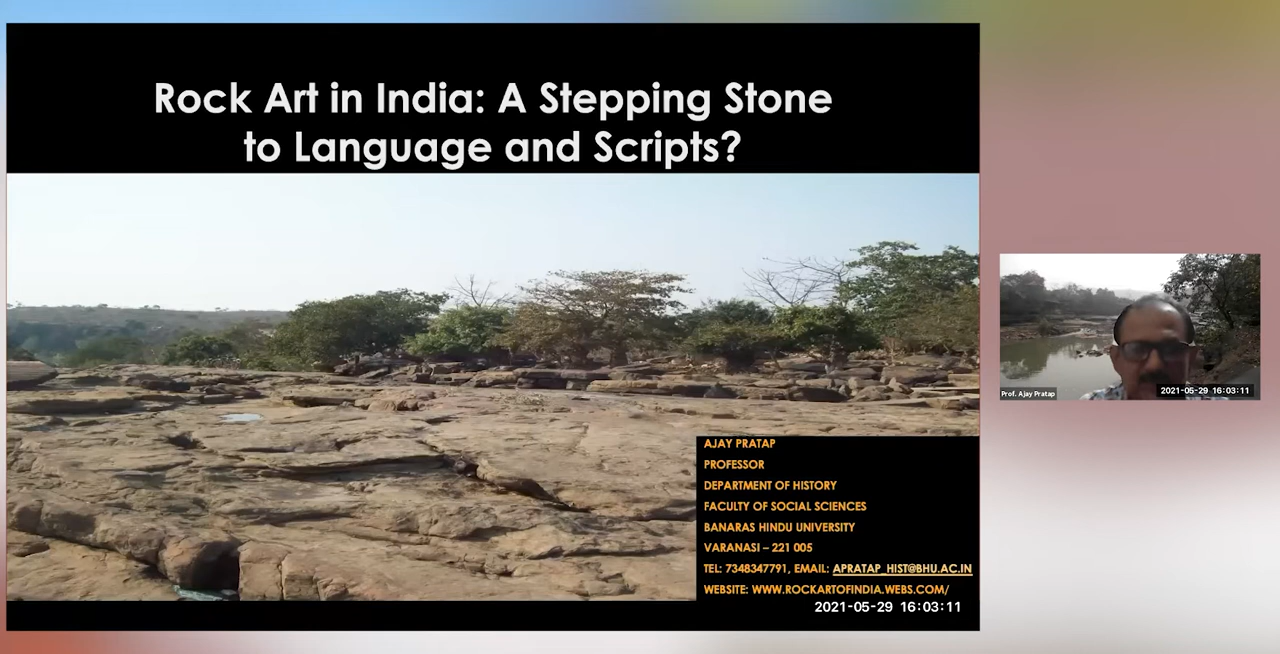 Rock Art in India: A Stepping Stone
to Language and Scripts?
AJAY PRATAP
PROFESSOR
DEPARTMENT OF HISTORY
FACULTY OF SOCIAL SCIENCES
BANARAS HINDU UNIVERSITY
VARANASI – 221 005
TEL: 7348347791, EMAIL: APRATAP_HIST@BHU.AC.IN
WEBSITE: WWW.ROCKARTOFINDIA.WEBS.COM/
2021-05-29 16:03:11
Prof. Ajay Pratap
2021-05-29 16:03:11